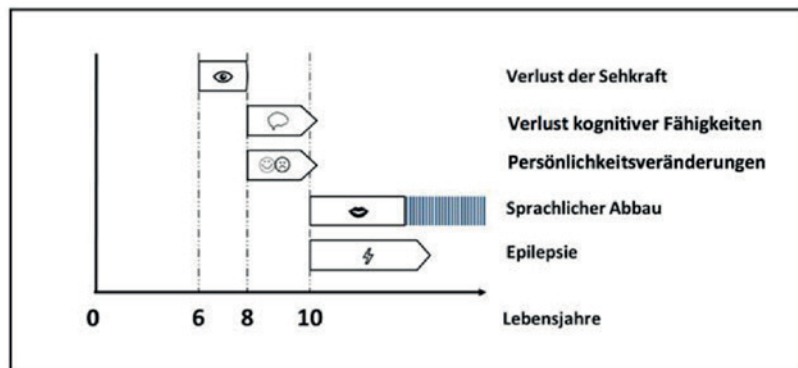 Verlust der Sehkraft
Verlust kognitiver Fähigkeiten
Persönlichkeitsveränderungen
Sprachlicher Abbau
Epilepsie
0 6 8 10 Lebensjahre